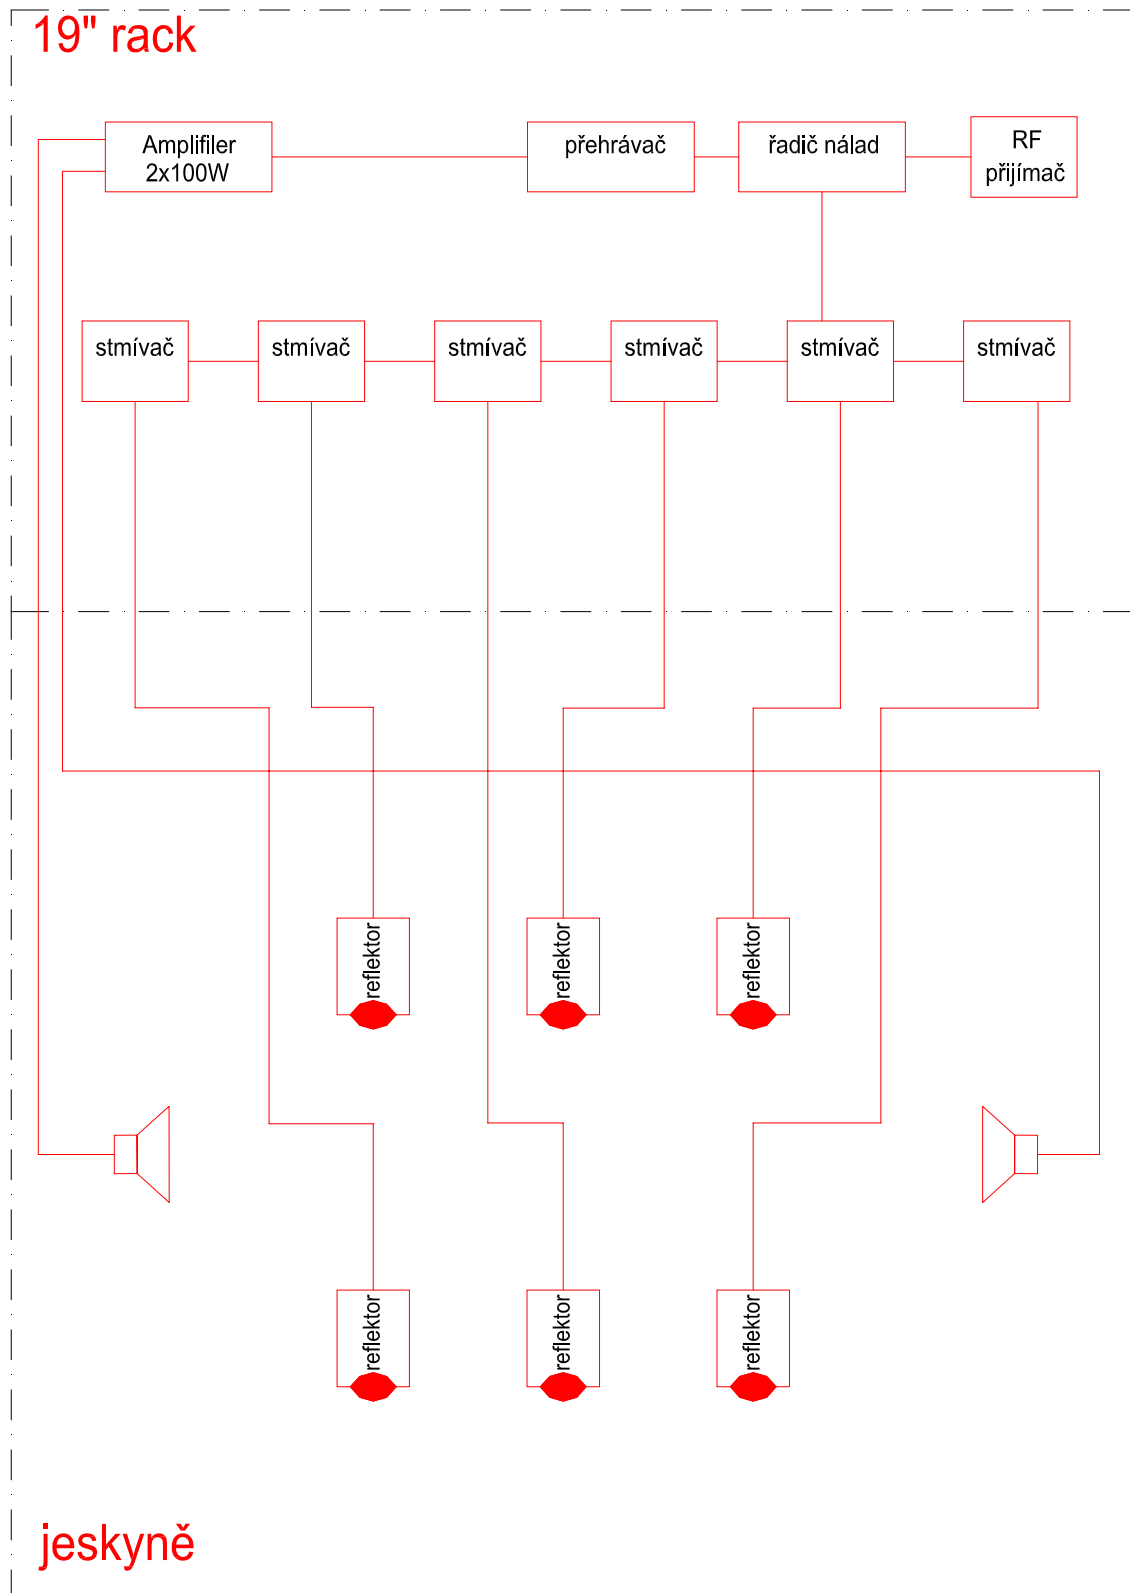 19" rack
Amplifiler
2x100W
přehrávač
řadič nálad
RF
přijímač
stmívač
stmívač
stmívač
stmívač
stmívač
stmívač
reflektor
reflektor
reflektor
reflektor
reflektor
reflektor
jeskyně